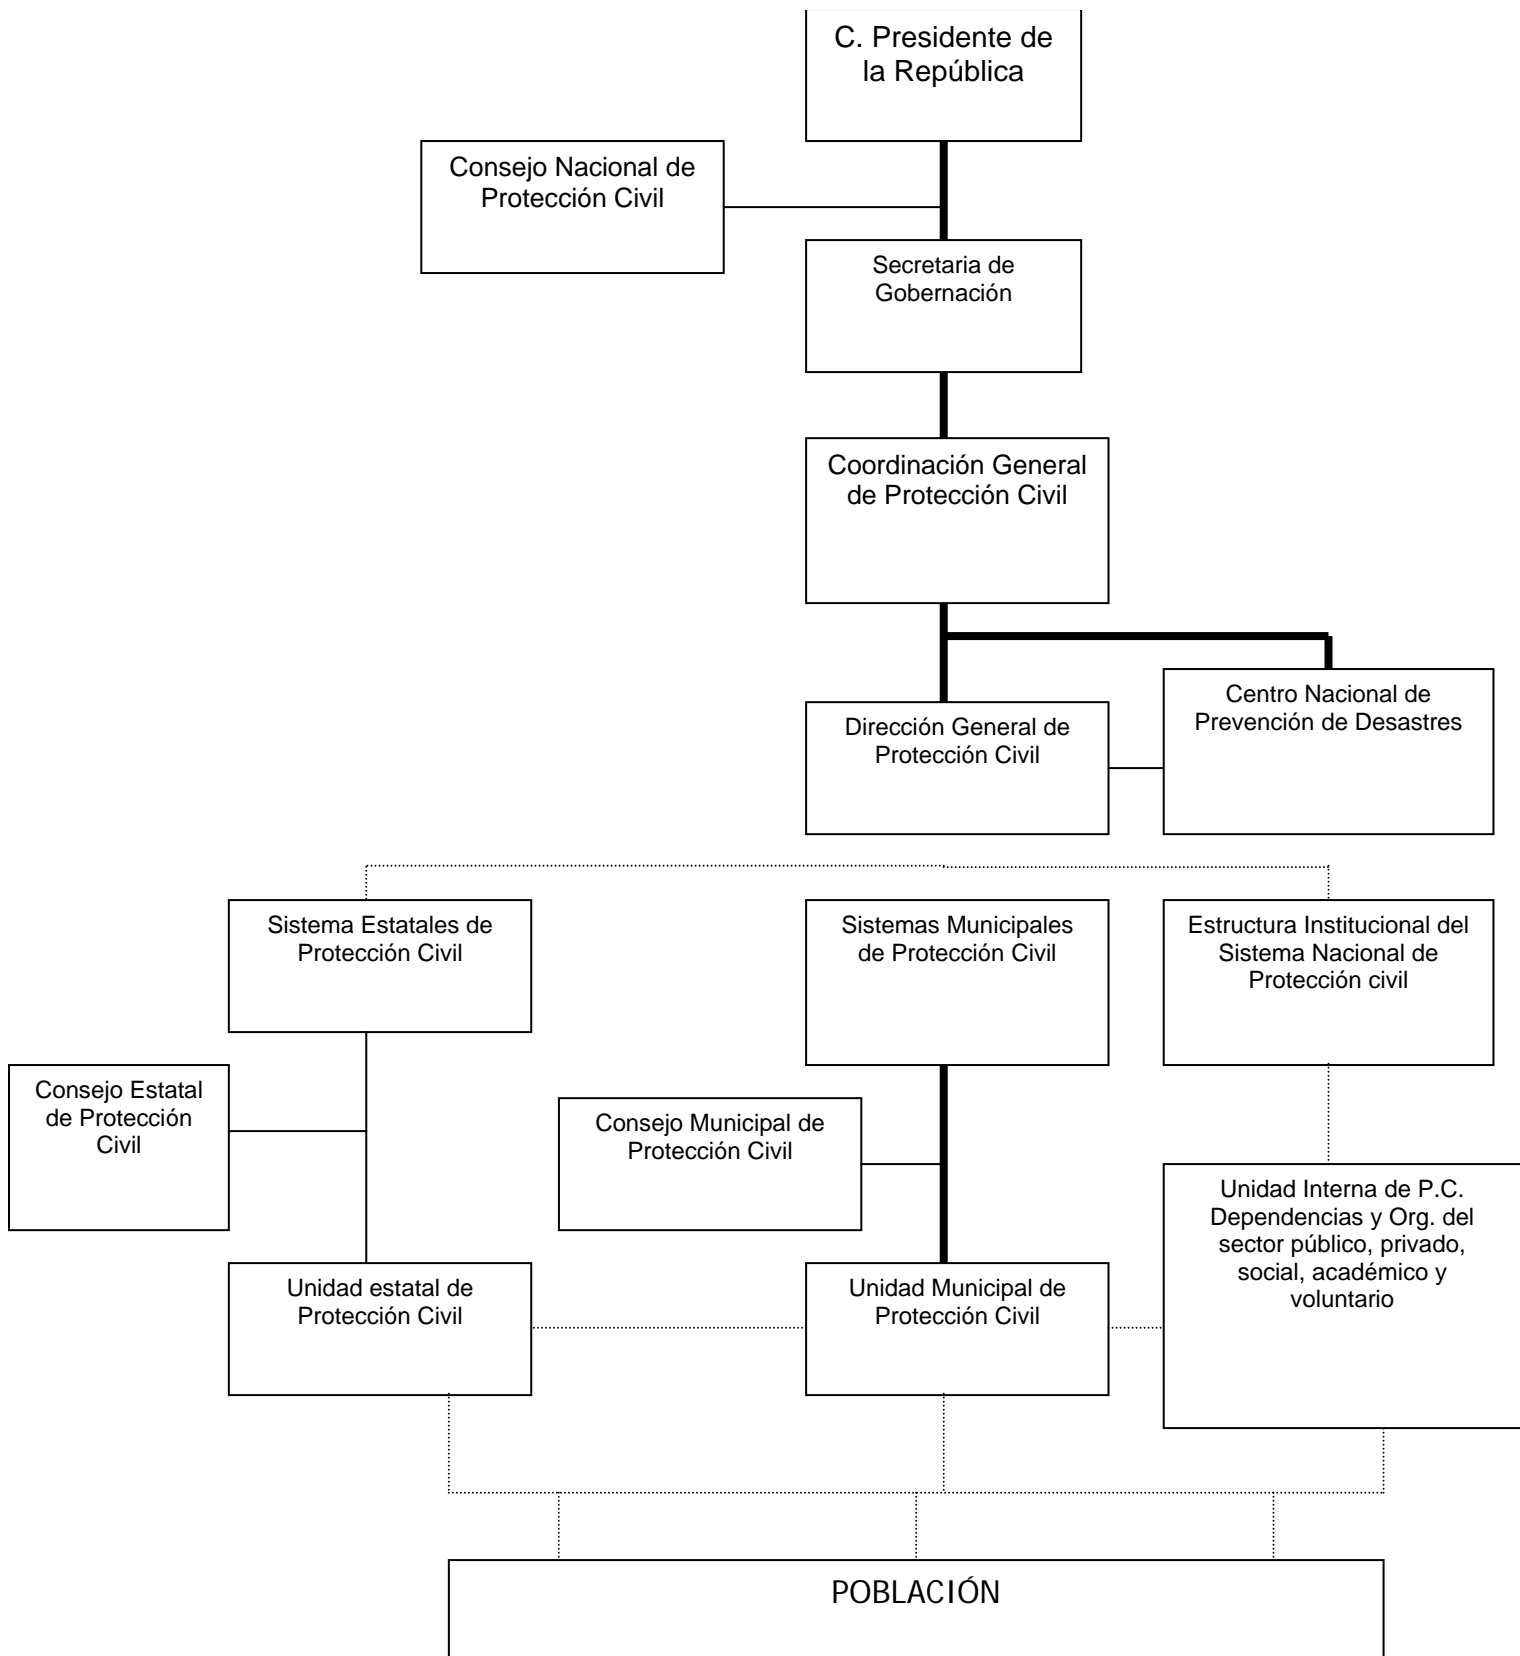 C. Presidente de
la República
Consejo Nacional de
Protección Civil
Secretaria de
Gobernación
Coordinación General
de Protección Civil
Dirección General de
Protección Civil
Centro Nacional de
Prevención de Desastres
Sistema Estatales de
Protección Civil
Sistemas Municipales
de Protección Civil
Estructura Institucional del
Sistema Nacional de
Protección civil
Consejo Estatal
de Protección
Civil
Consejo Municipal de
Protección Civil
Unidad estatal de
Protección Civil
Unidad Municipal de
Protección Civil
Unidad Interna de P.C.
Dependencias y Org. del
sector público, privado,
social, académico y
voluntario
POBLACIÓN